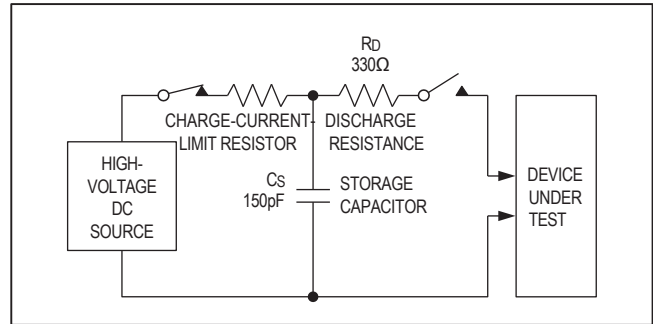 RD
330Ω
CHARGE-CURRENT-
LIMIT RESISTOR
DISCHARGE
RESISTANCE
HIGH-
VOLTAGE
DC
SOURCE
CS
150pF
STORAGE
CAPACITOR
DEVICE
UNDER
TEST